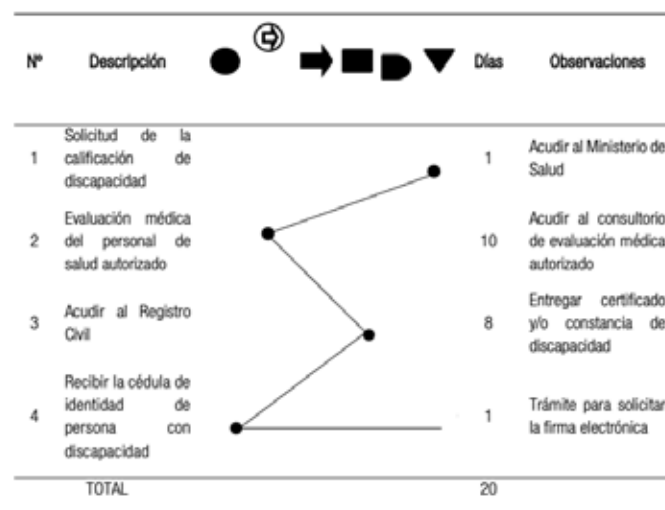 Nº Descripción Días Observaciones
Solicitud de la
1 calificación de
discapacidad
1
Acudir al Ministerio de
Salud
Evaluación médica
2 del personal de
salud autorizado
10
Acudir al consultorio
de evaluación médica
autorizado
3
Acudir al Registro
Civil
8
Entregar certificado
y/o constancia de
discapacidad
4
Recibir la cédula de
identidad de
persona con
discapacidad
1
Trámite para solicitar
la firma electrónica
TOTAL 20